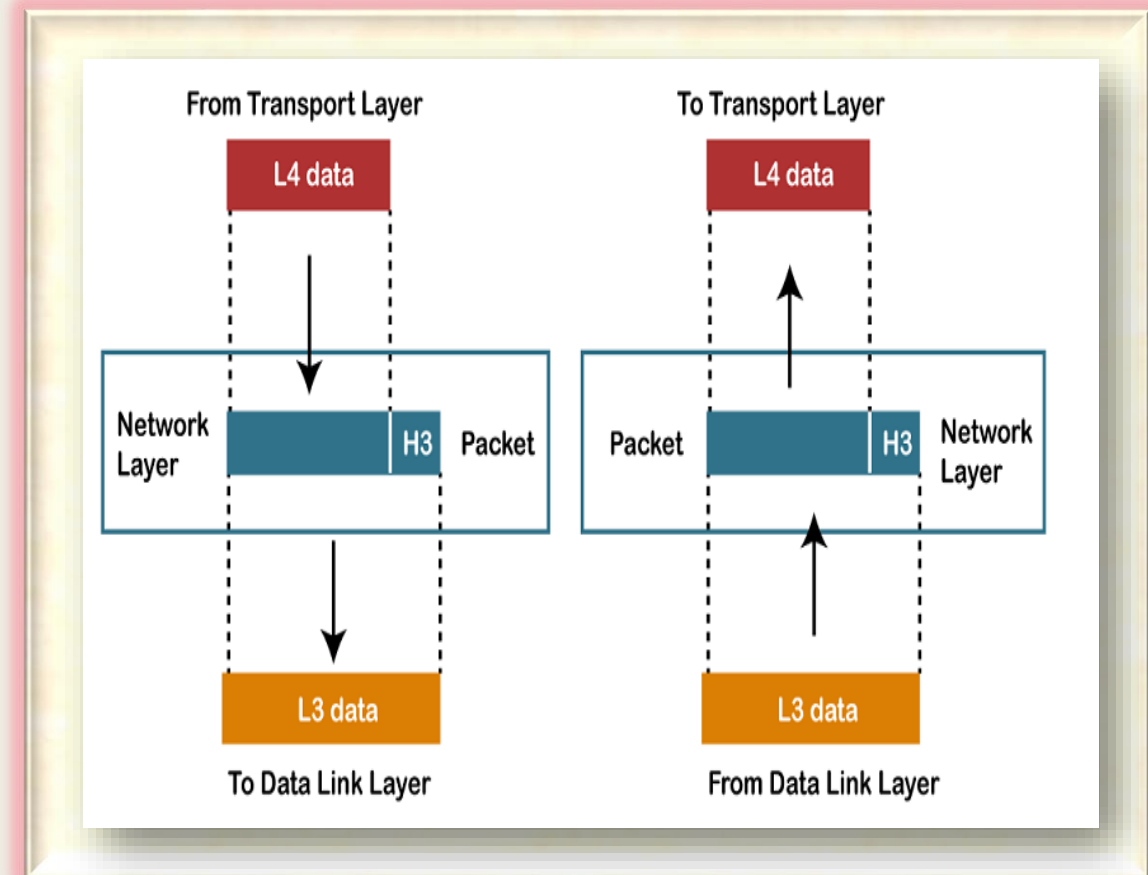 From Transport Layer
L4 data
Network
Layer
H3
Packet
L3 data
To Data Link Layer
To Transport Layer
L4 data
Packet
H3
Network
Layer
L3 data
From Data Link Layer